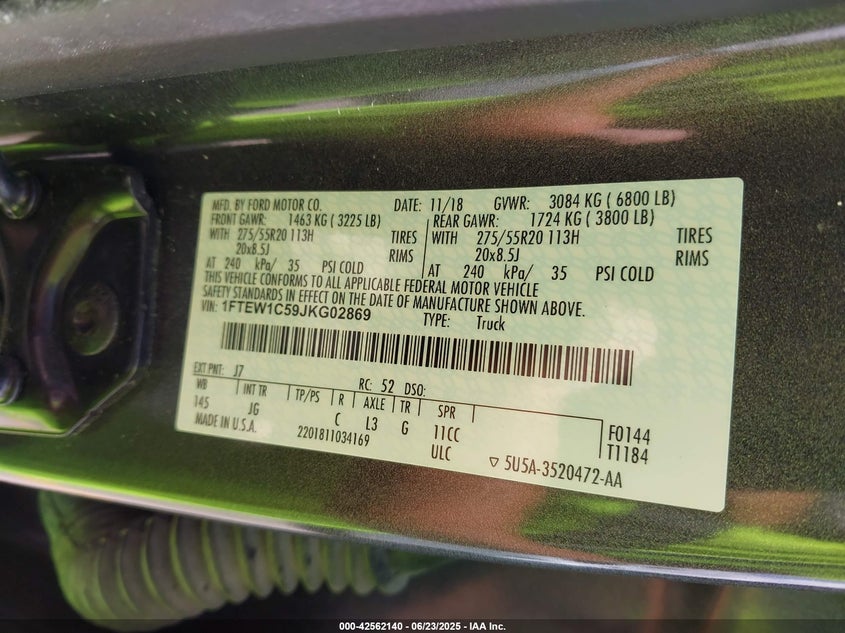 MFD. BY FORD MOTOR CO. DATE: 11/18 GVWR: 3084 KG ( 6800 LB)
FRONT GAWR: 1463 KG ( 3225 LB) REAR GAWR: 1724 KG ( 3800 LB)
WITH 275/55R20 113H TIRES WITH 275/55R20 113H TIRES
20x8.5J RIMS 20x8.5J RIMS
AT 240 kPa/ 35 PSI COLD AT 240 kPa/ 35 PSI COLD
THIS VEHICLE CONFORMS TO ALL APPLICABLE FEDERAL MOTOR VEHICLE
SAFETY STANDARDS IN EFFECT ON THE DATE OF MANUFACTURE SHOWN ABOVE.
VIN: 1FTEW1C59JKG02869 TYPE: Truck
EXT PNT: J7 RC: 52 DSO:
WB INT TR TP/PS R AXLE TR SPR
145 JG C L3 G 11CC F0144
MADE IN U.S.A. 2201811034169 ULC T1184
▽ 5U5A-3520472-AA
000-42562140 - 06/23/2025 - IAA Inc.